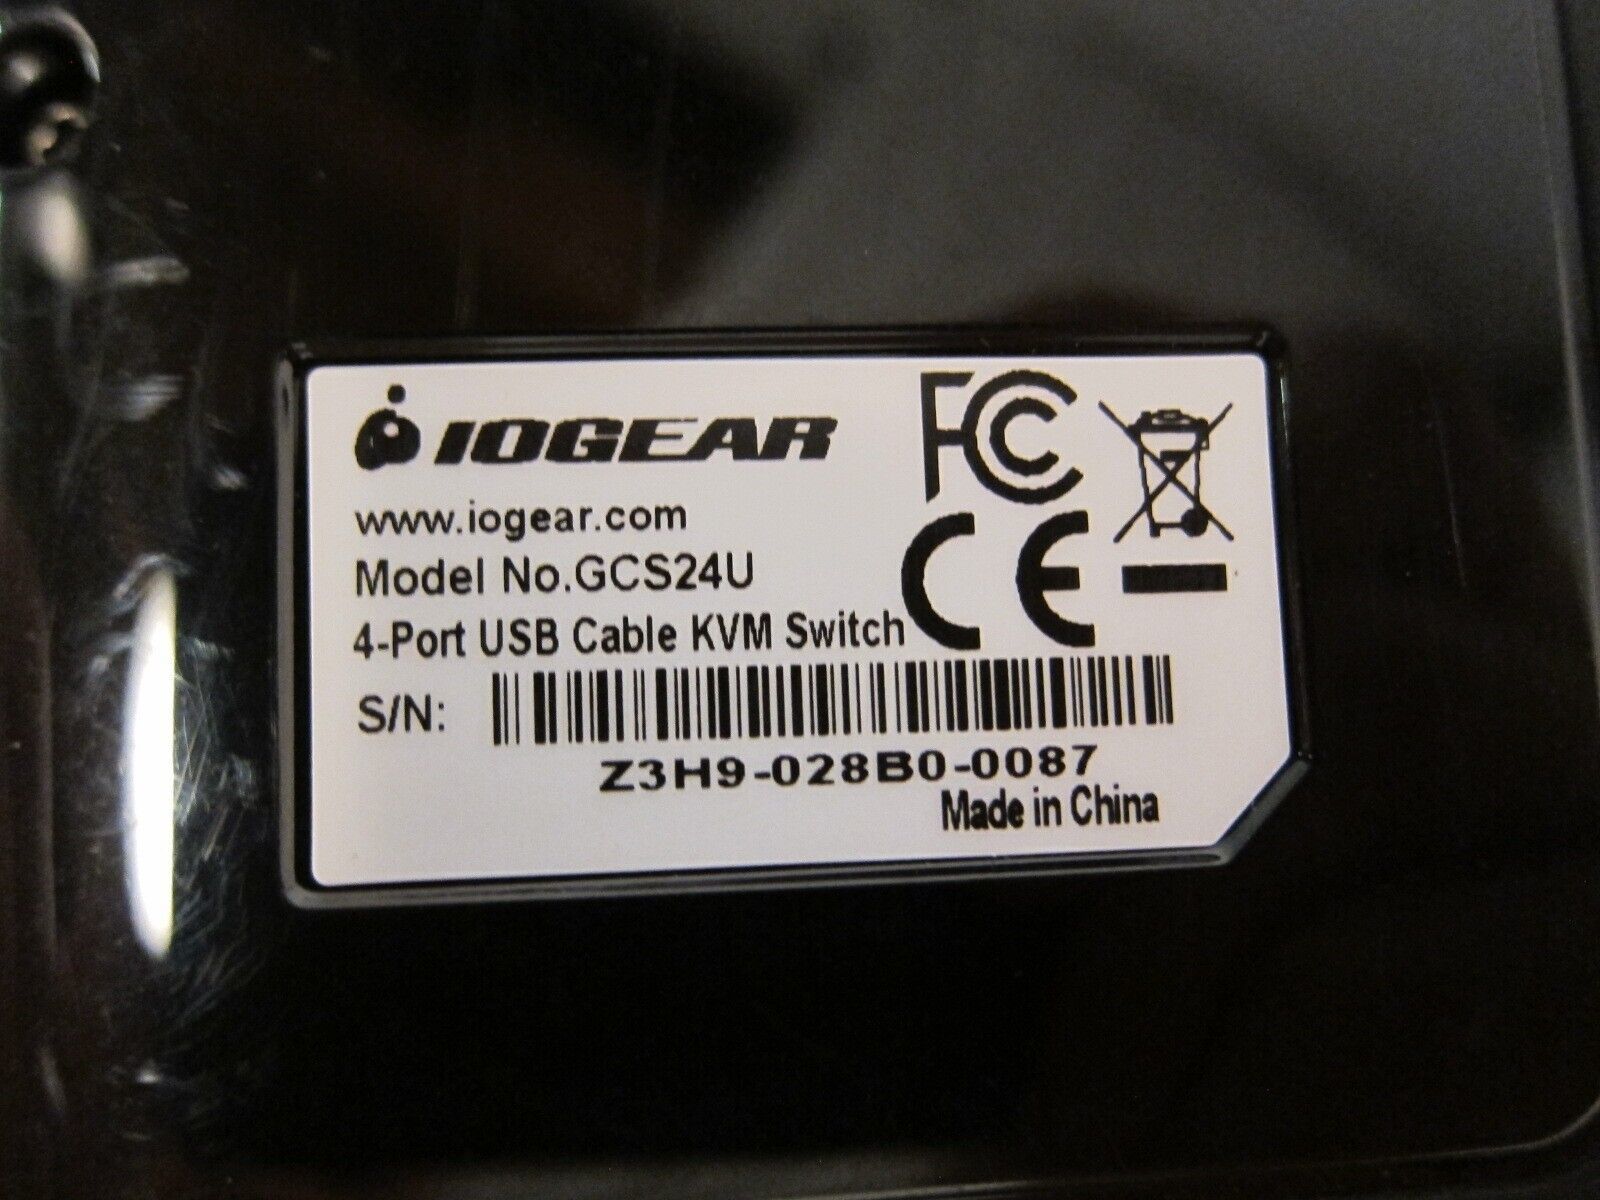 IOGEAR
FC
www.iogear.com
Model No.GCS24U
CE
4-Port USB Cable KVM Switch
S/N:
Z3H9-028B0-0087
Made in China